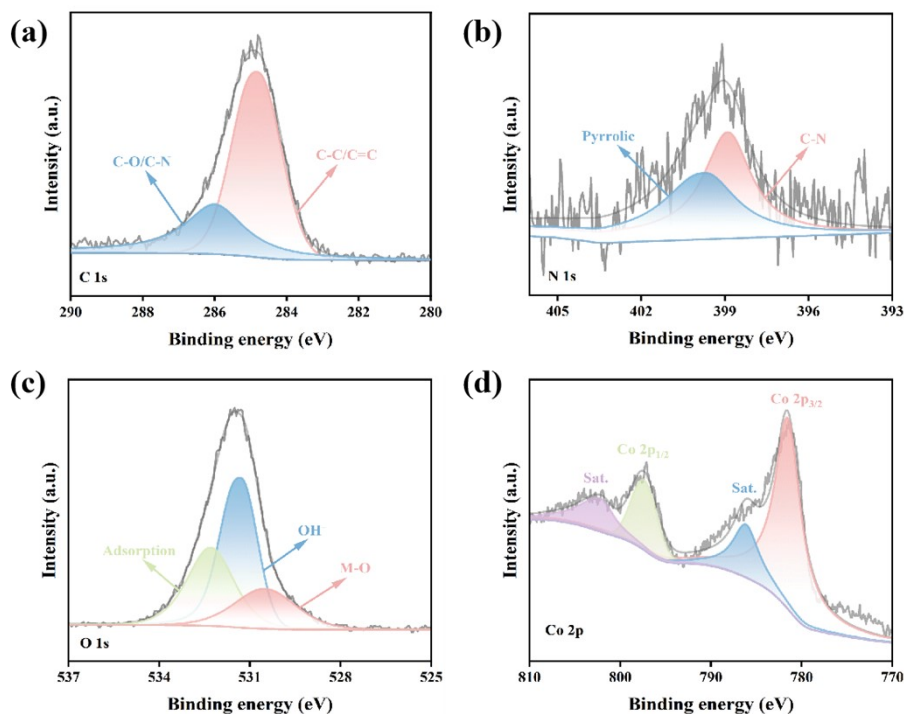 (a)
Intensity (a.u.)
C-O/C-N
C-C/C=C
C 1s
290 288 286 284 282 280
Binding energy (eV)
(b)
Intensity (a.u.)
Pyrrolic
C-N
N 1s
405 402 399 396 393
Binding energy (eV)
(c)
Intensity (a.u.)
Adsorption
OH-
M-O
O 1s
537 534 531 528 525
Binding energy (eV)
(d)
Intensity (a.u.)
Co 2p3/2
Co 2p1/2
Sat.
Sat.
Co 2p
810 800 790 780 770
Binding energy (eV)